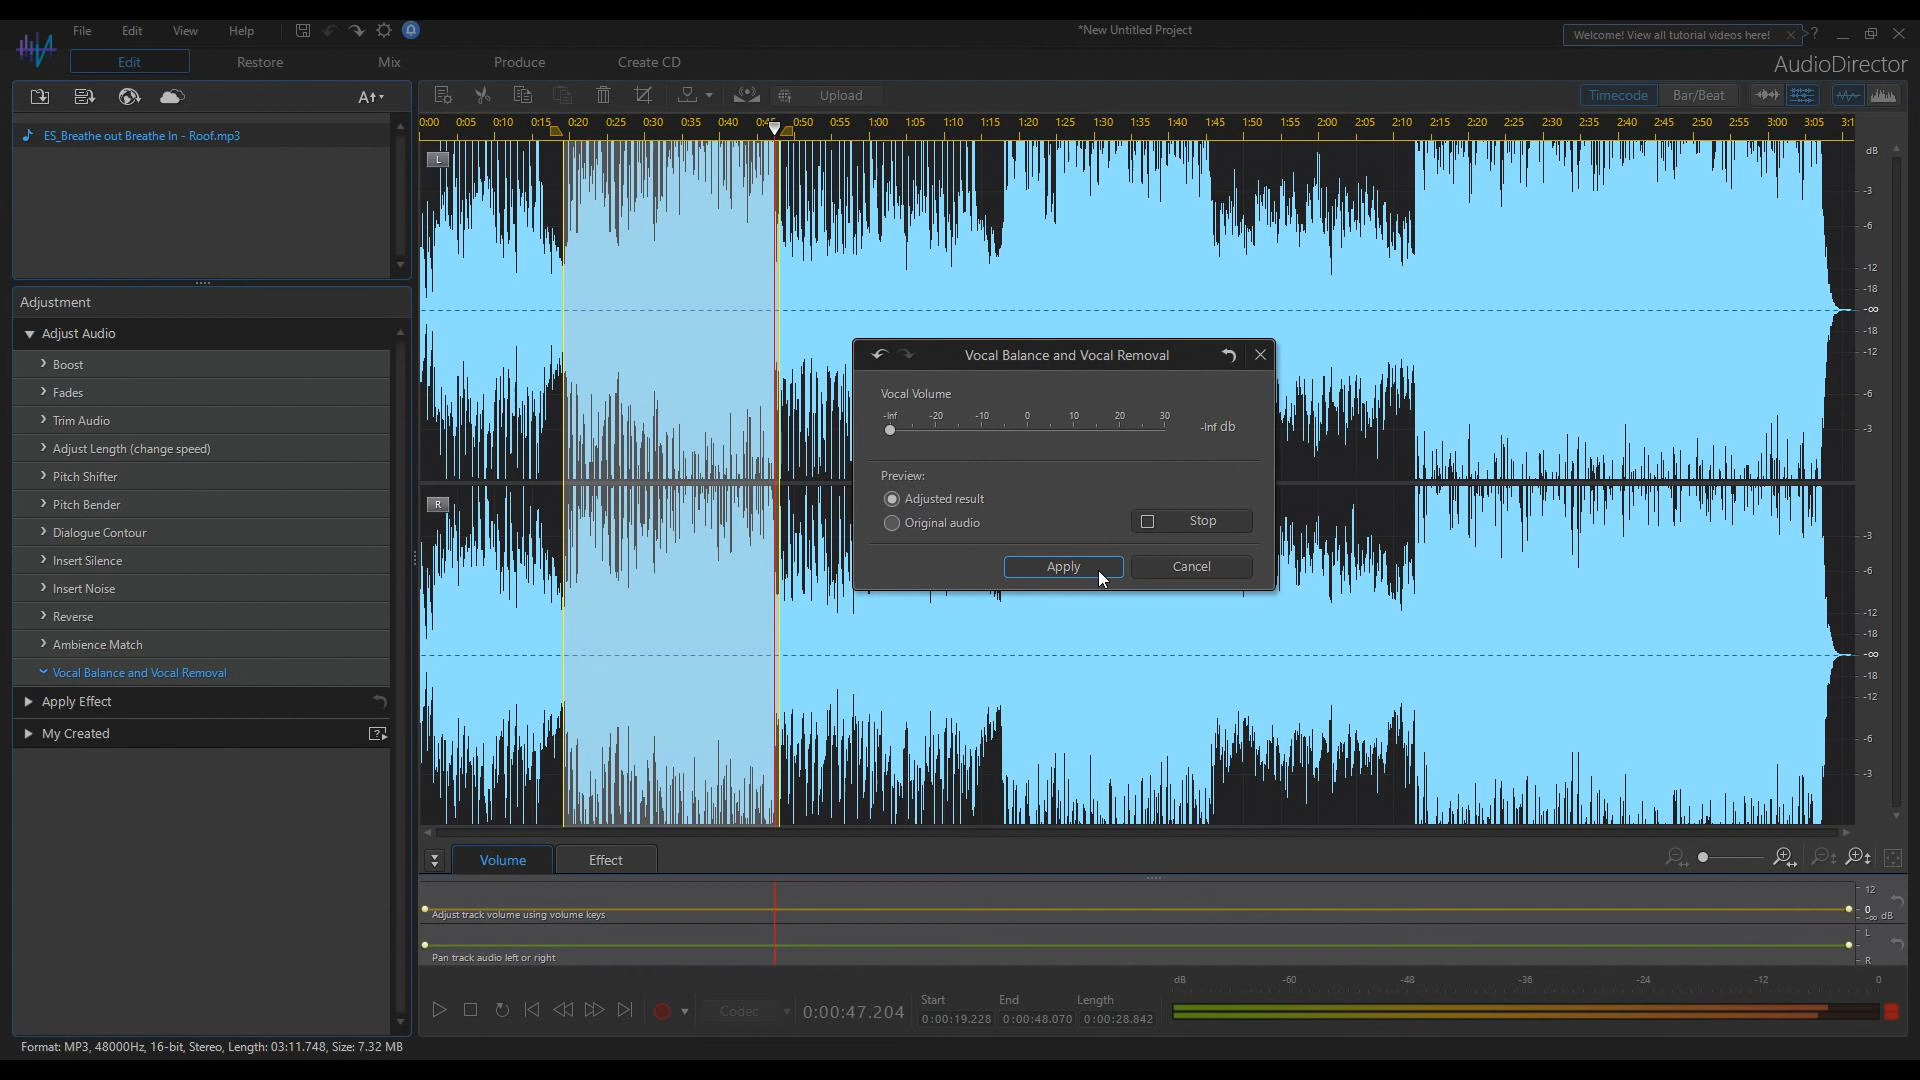 File Edit View Help
*New Untitled Project
Welcome! View all tutorial videos here!
?
Edit Restore Mix Produce Create CD
AudioDirector
Upload
Timecode Bar/Beat
ES_Breathe out Breathe In - Roof.mp3
0:00 0:05 0:10 0:15 0:20 0:25 0:30 0:35 0:40 0:50 0:55 1:00 1:05 1:10 1:15 1:20 1:25 1:30 1:35 1:40 1:45 1:50 1:55 2:00 2:05 2:10 2:15 2:20 2:25 2:30 2:35 2:40 2:45 2:50 2:55 3:00 3:05 3:1
L
dB
-3
-6
-12
-18
-∞
-18
-12
-6
-3
Adjustment
Adjust Audio
Boost
Fades
Trim Audio
Adjust Length (change speed)
Pitch Shifter
Pitch Bender
Dialogue Contour
Insert Silence
Insert Noise
Reverse
Ambience Match
Vocal Balance and Vocal Removal
Apply Effect
My Created
Vocal Balance and Vocal Removal
Vocal Volume
-Inf -20 -10 0 10 20 30
-Inf db
Preview:
Adjusted result
Original audio
Stop
Apply Cancel
R
-3
-6
-12
-18
-∞
-18
-12
-6
-3
Volume Effect
Adjust track volume using volume keys
12
0
-∞ dB
Pan track audio left or right
L
R
dB -60 -48 -36 -24 -12 0
Codec
0:00:47.204
Start End Length
0:00:19.228 0:00:48.070 0:00:28.842
Format: MP3, 48000Hz, 16-bit, Stereo, Length: 03:11.748, Size: 7.32 MB